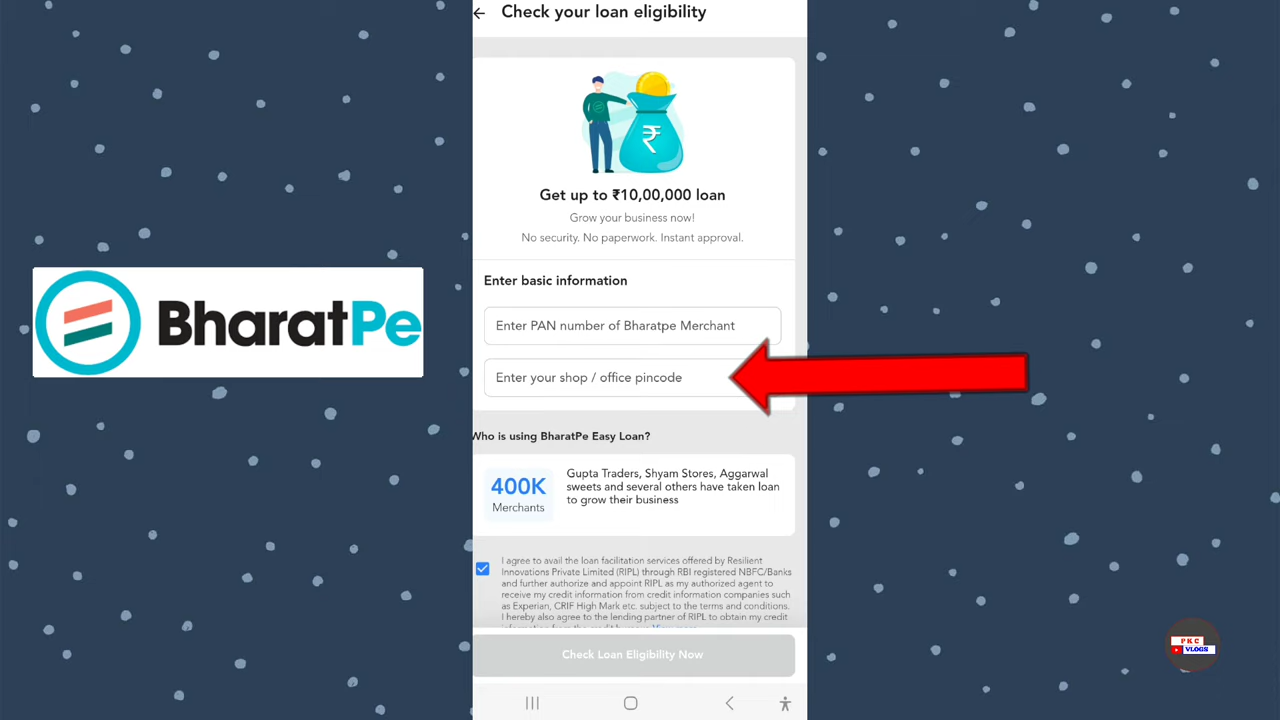 Check your loan eligibility
₹
Get up to ₹10,00,000 loan
Grow your business now!
No security. No paperwork. Instant approval.
BharatPe
Enter basic information
Enter PAN number of Bharatpe Merchant
Enter your shop / office pincode
Who is using BharatPe Easy Loan?
400K
Merchants
Gupta Traders, Shyam Stores, Aggarwal
sweets and several others have taken loan
to grow their business
I agree to avail the loan facilitation services offered by Resilient
Innovations Private Limited (RIPL) through RBI registered NBFC/Banks
and further authorize and appoint RIPL as my authorized agent to
receive my credit information from credit information companies such
as Experian, CRIF High Mark etc. subject to the terms and conditions.
I hereby also agree to the lending partner of RIPL to obtain my credit
Check Loan Eligibility Now
PKC
VLOGS